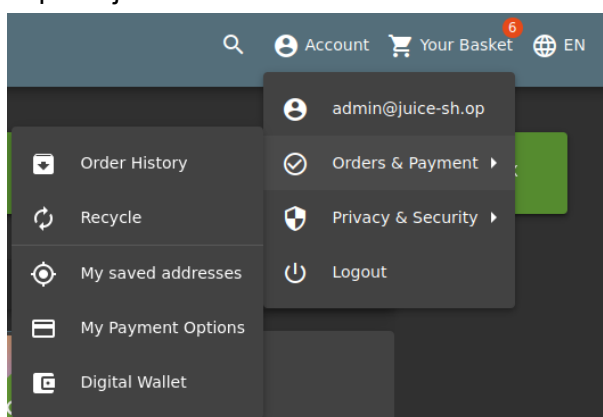 Account
Your Basket
6
EN
admin@juice-sh.op
Orders & Payment
Privacy & Security
Logout
Order History
Recycle
My saved addresses
My Payment Options
Digital Wallet